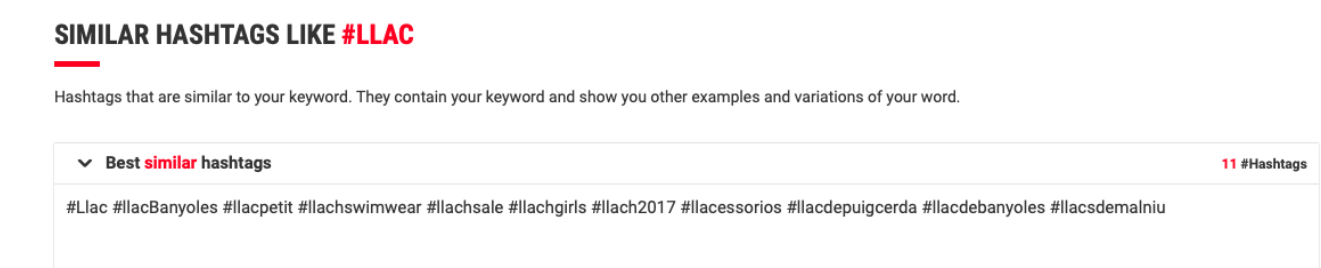 SIMILAR HASHTAGS LIKE #LLAC
Hashtags that are similar to your keyword. They contain your keyword and show you other examples and variations of your word.
Best similar hashtags 11 #Hashtags
#Llac #llacBanyoles #llacpetit #llachswimwear #llachsale #llachgirls #llach2017 #llacessorios #llacdepuigcerda #llacdebanyoles #llacsdemalniu